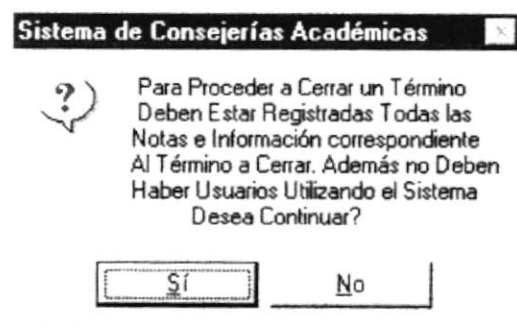 Sistema de Consejerías Académicas
Para Proceder a Cerrar un Término
Deben Estar Registradas Todas las
Notas e Información correspondiente
Al Término a Cerrar. Además no Deben
Haber Usuarios Utilizando el Sistema
Desea Continuar?
Sí No